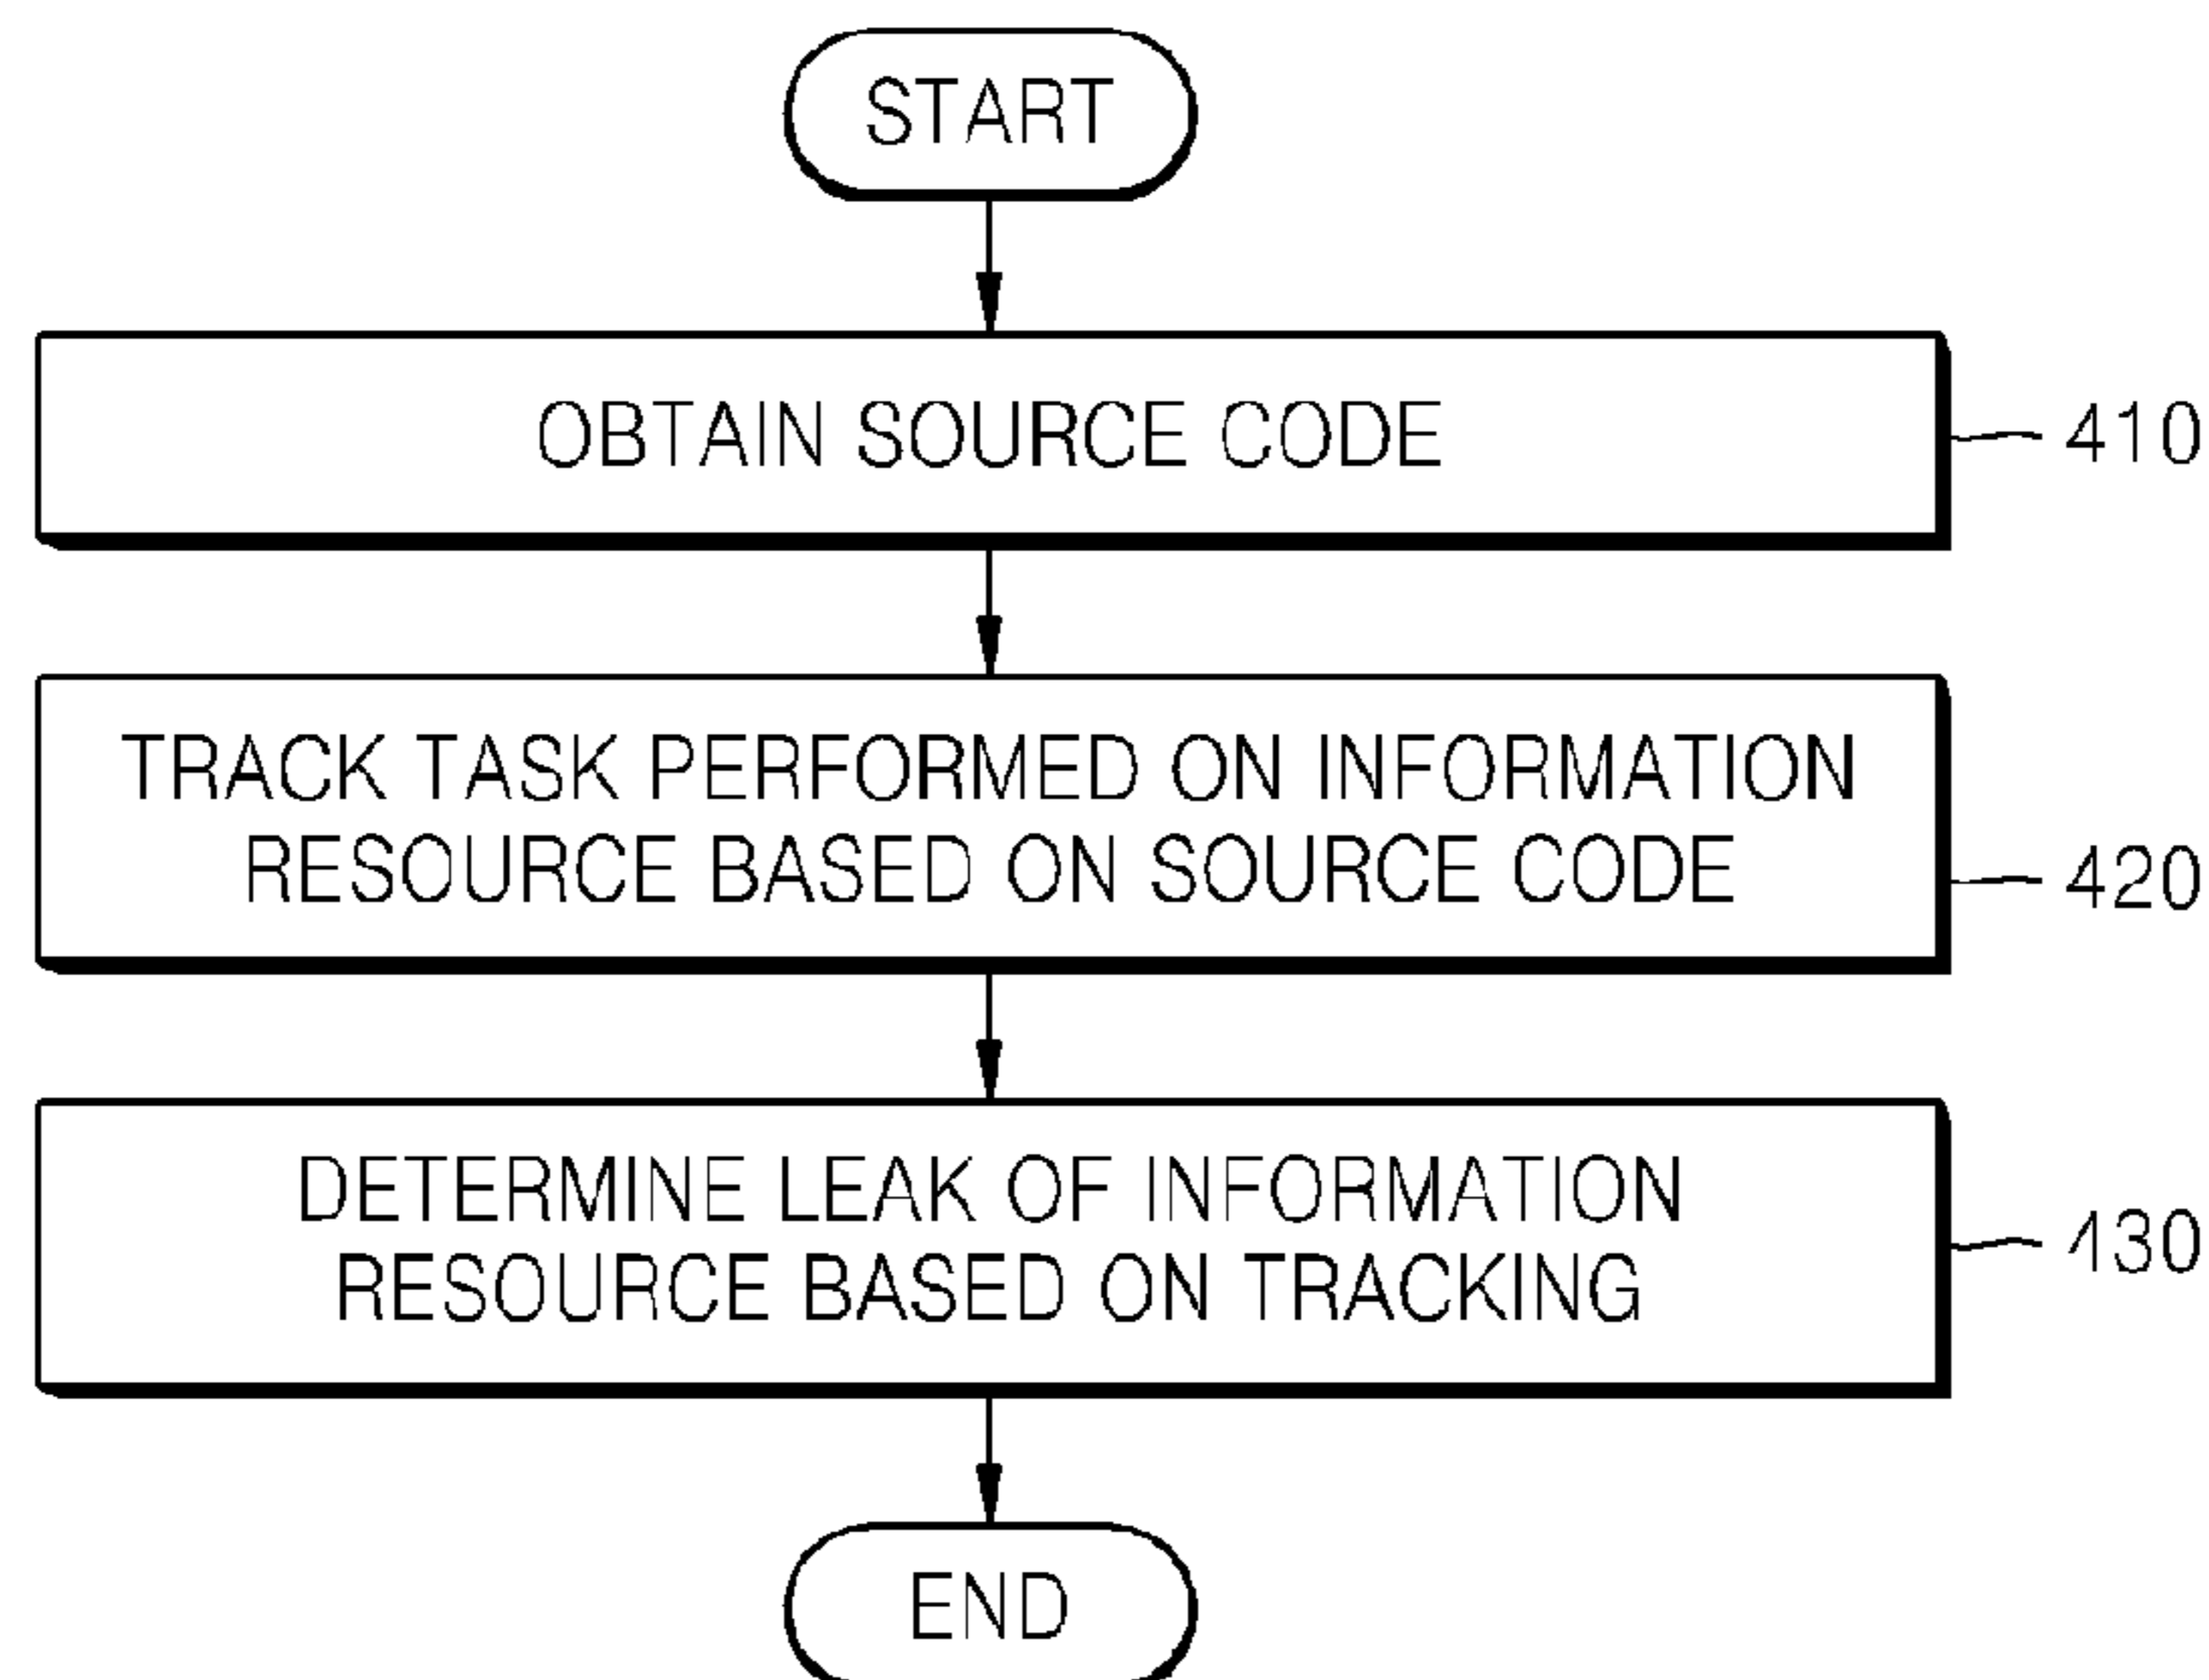 START
OBTAIN SOURCE CODE
410
TRACK TASK PERFORMED ON INFORMATION
RESOURCE BASED ON SOURCE CODE
420
DETERMINE LEAK OF INFORMATION
RESOURCE BASED ON TRACKING
430
END